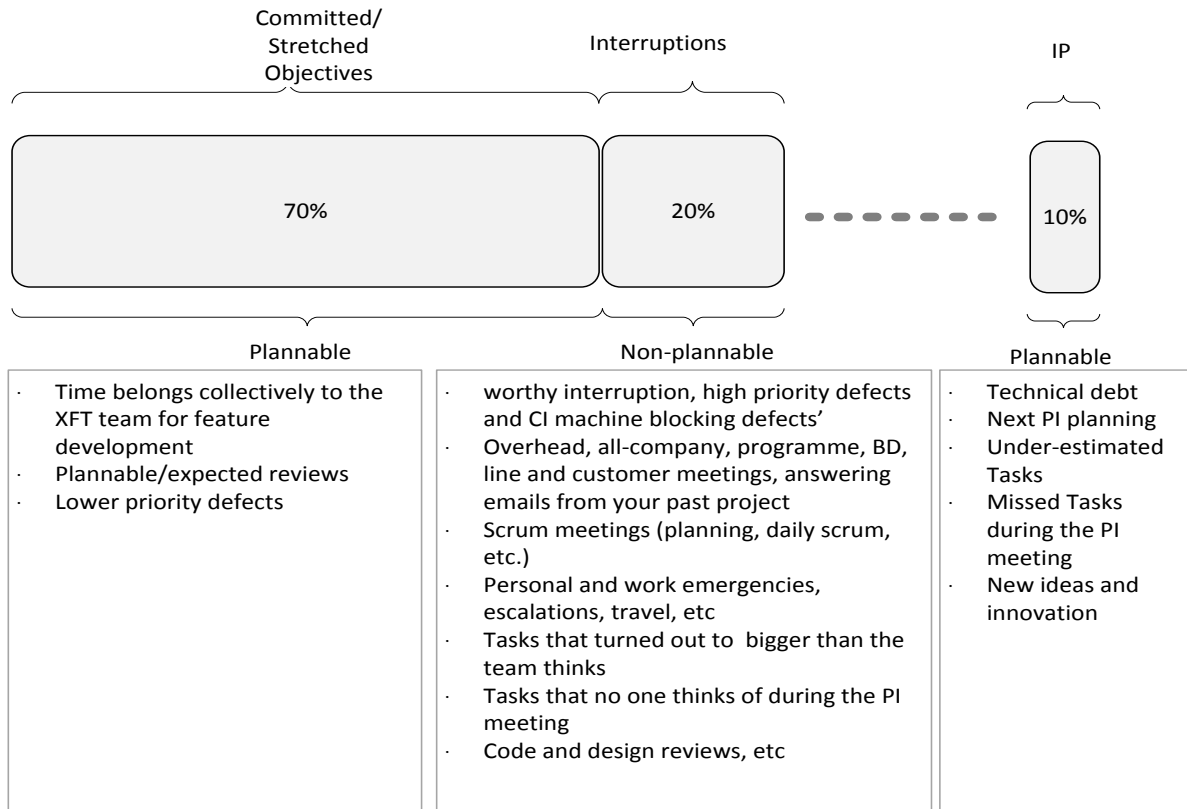 Committed/
Stretched
Objectives
Interruptions
IP
70%
20%
10%
Plannable
Non-plannable
Plannable
· Time belongs collectively to the
XFT team for feature
development
· Plannable/expected reviews
· Lower priority defects
· worthy interruption, high priority defects
and CI machine blocking defects’
· Overhead, all-company, programme, BD,
line and customer meetings, answering
emails from your past project
· Scrum meetings (planning, daily scrum,
etc.)
· Personal and work emergencies,
escalations, travel, etc
· Tasks that turned out to  bigger than the
team thinks
· Tasks that no one thinks of during the PI
meeting
· Code and design reviews, etc
· Technical debt
· Next PI planning
· Under-estimated
Tasks
· Missed Tasks
during the PI
meeting
· New ideas and
innovation